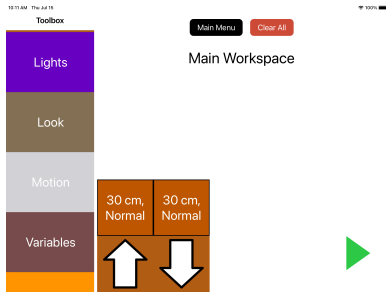 10:11 AM Thu Jul 15
100%
Toolbox
Main Menu
Clear All
Main Workspace
Lights
Look
Motion
Variables
30 cm,
Normal
30 cm,
Normal